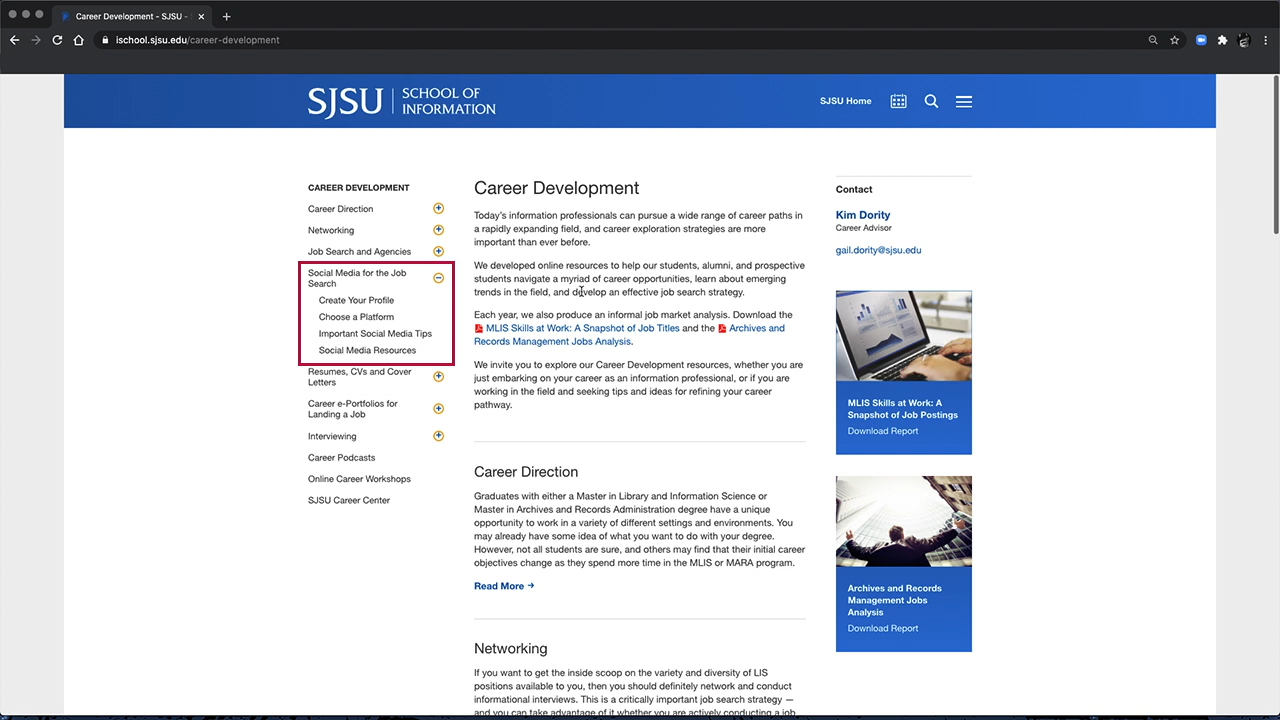 Career Development - SJSU -
ischool.sjsu.edu/career-development
SJSU
SCHOOL OF
INFORMATION
SJSU Home
CAREER DEVELOPMENT
Career Direction
Networking
Job Search and Agencies
Social Media for the Job
Search
Create Your Profile
Choose a Platform
Important Social Media Tips
Social Media Resources
Resumes, CVs and Cover
Letters
Career e-Portfolios for
Landing a Job
Interviewing
Career Podcasts
Online Career Workshops
SJSU Career Center
Career Development
Today's information professionals can pursue a wide range of career paths in
a rapidly expanding field, and career exploration strategies are more
important than ever before.
We developed online resources to help our students, alumni, and prospective
students navigate a myriad of career opportunities, learn about emerging
trends in the field, and develop an effective job search strategy.
Each year, we also produce an informal job market analysis. Download the
MLIS Skills at Work: A Snapshot of Job Titles and the Archives and
Records Management Jobs Analysis.
We invite you to explore our Career Development resources, whether you are
just embarking on your career as an information professional, or if you are
working in the field and seeking tips and ideas for refining your career
pathway.
Career Direction
Graduates with either a Master in Library and Information Science or
Master in Archives and Records Administration degree have a unique
opportunity to work in a variety of different settings and environments. You
may already have some idea of what you want to do with your degree.
However, not all students are sure, and others may find that their initial career
objectives change as they spend more time in the MLIS or MARA program.
Read More →
Networking
If you want to get the inside scoop on the variety and diversity of LIS
positions available to you, then you should definitely network and conduct
informational interviews. This is a critically important job search strategy —
and you can take advantage of it whether you are actively conducting a job
Contact
Kim Dority
Career Advisor
gail.dority@sjsu.edu
MLIS Skills at Work: A
Snapshot of Job Postings
Download Report
Archives and Records
Management Jobs
Analysis
Download Report